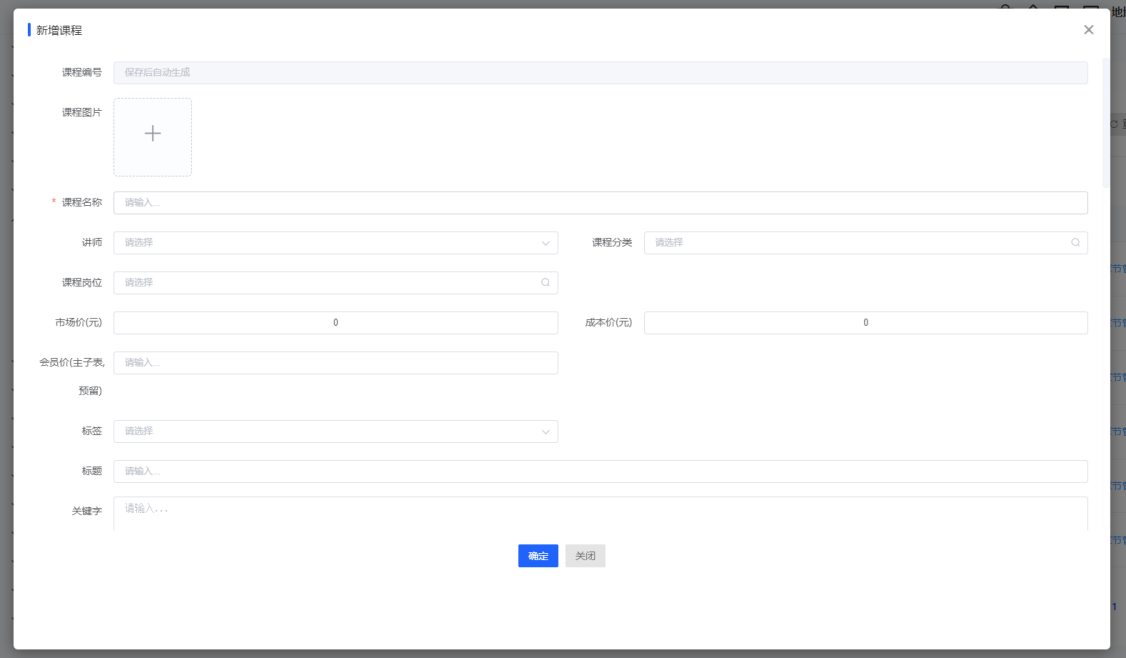 新增课程
课程编号 保存后自动生成
课程图片
* 课程名称 请输入...
讲师 请选择 课程分类 请选择
课程岗位 请选择
市场价(元) 0 成本价(元) 0
会员价(主子表, 请输入...
预留)
标签 请选择
标题 请输入...
关键字 请输入...
确定 关闭
1